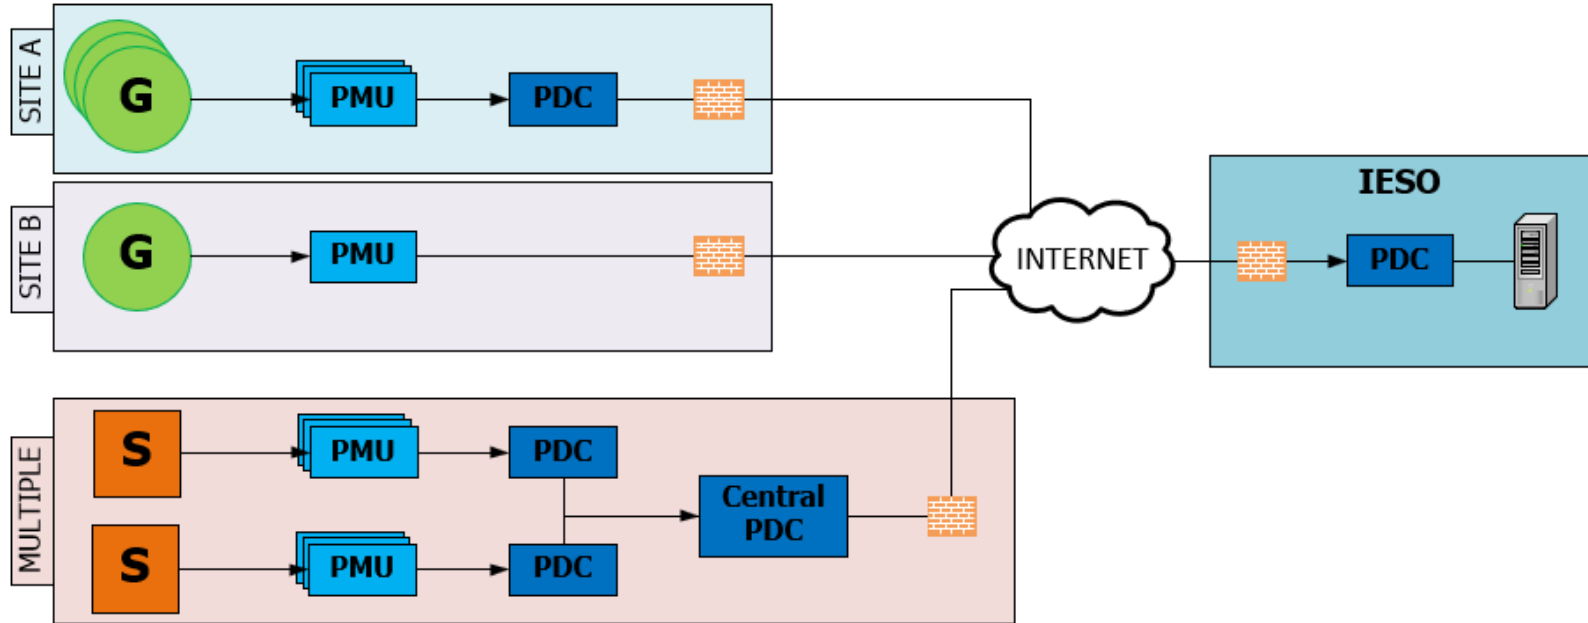 SITE A
G
PMU
PDC
SITE B
G
PMU
INTERNET
IESO
PDC
MULTIPLE
S
PMU
PDC
Central
PDC
S
PMU
PDC